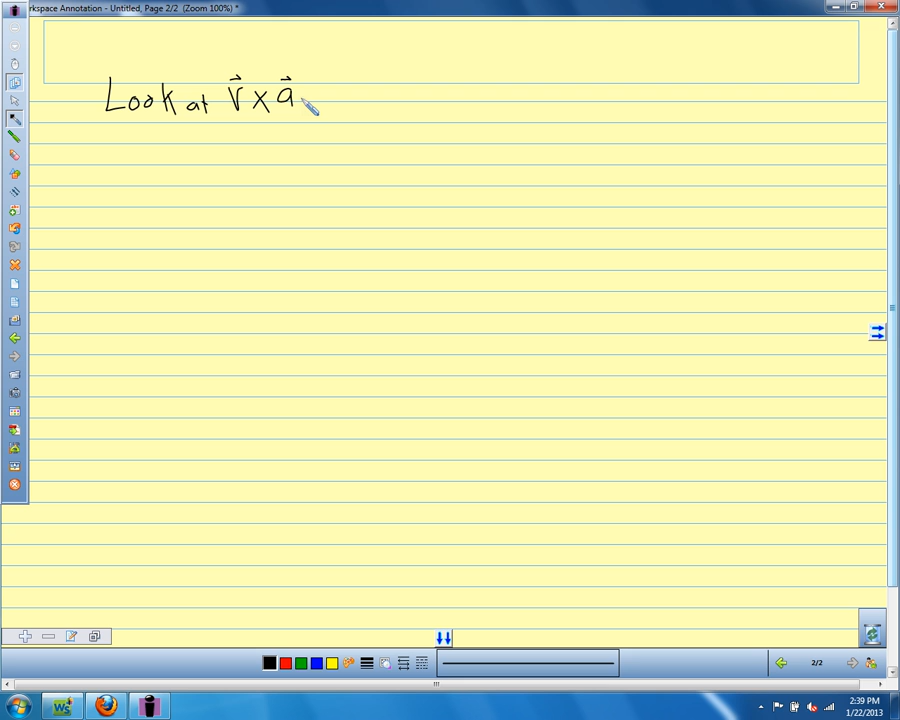 rkspace Annotation - Untitled, Page 2/2 (Zoom 100%) *
Look at v⃗ × a⃗
2/2
2:39 PM
1/22/2013